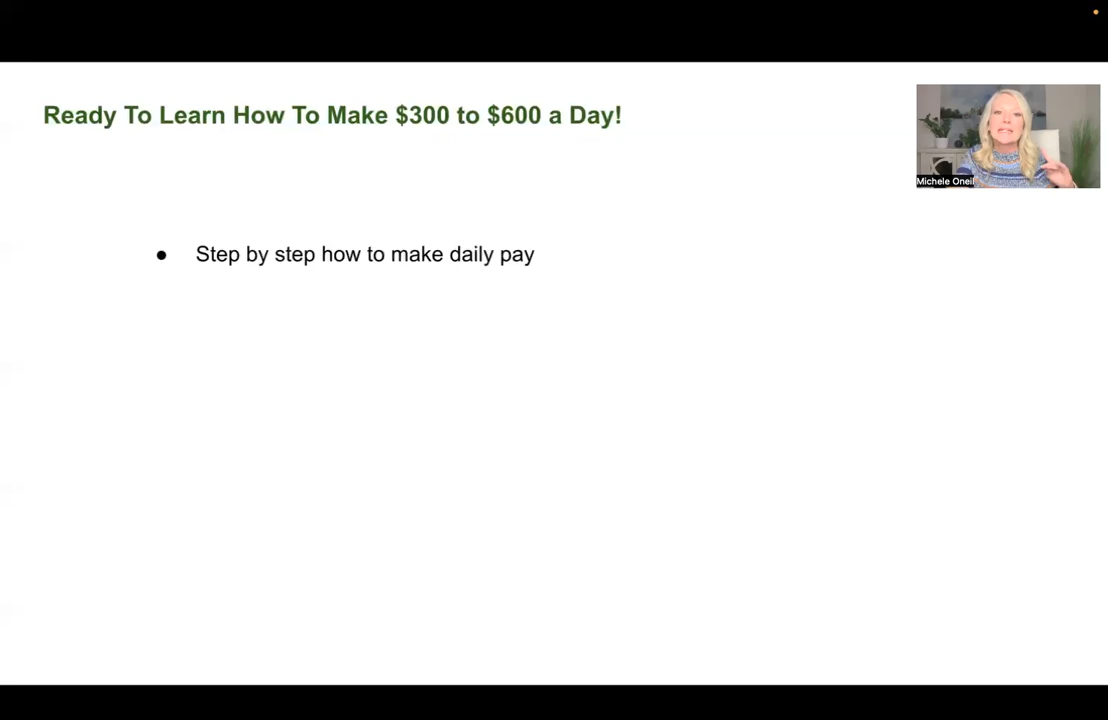 Ready To Learn How To Make $300 to $600 a Day!
Michele Oneil
● Step by step how to make daily pay